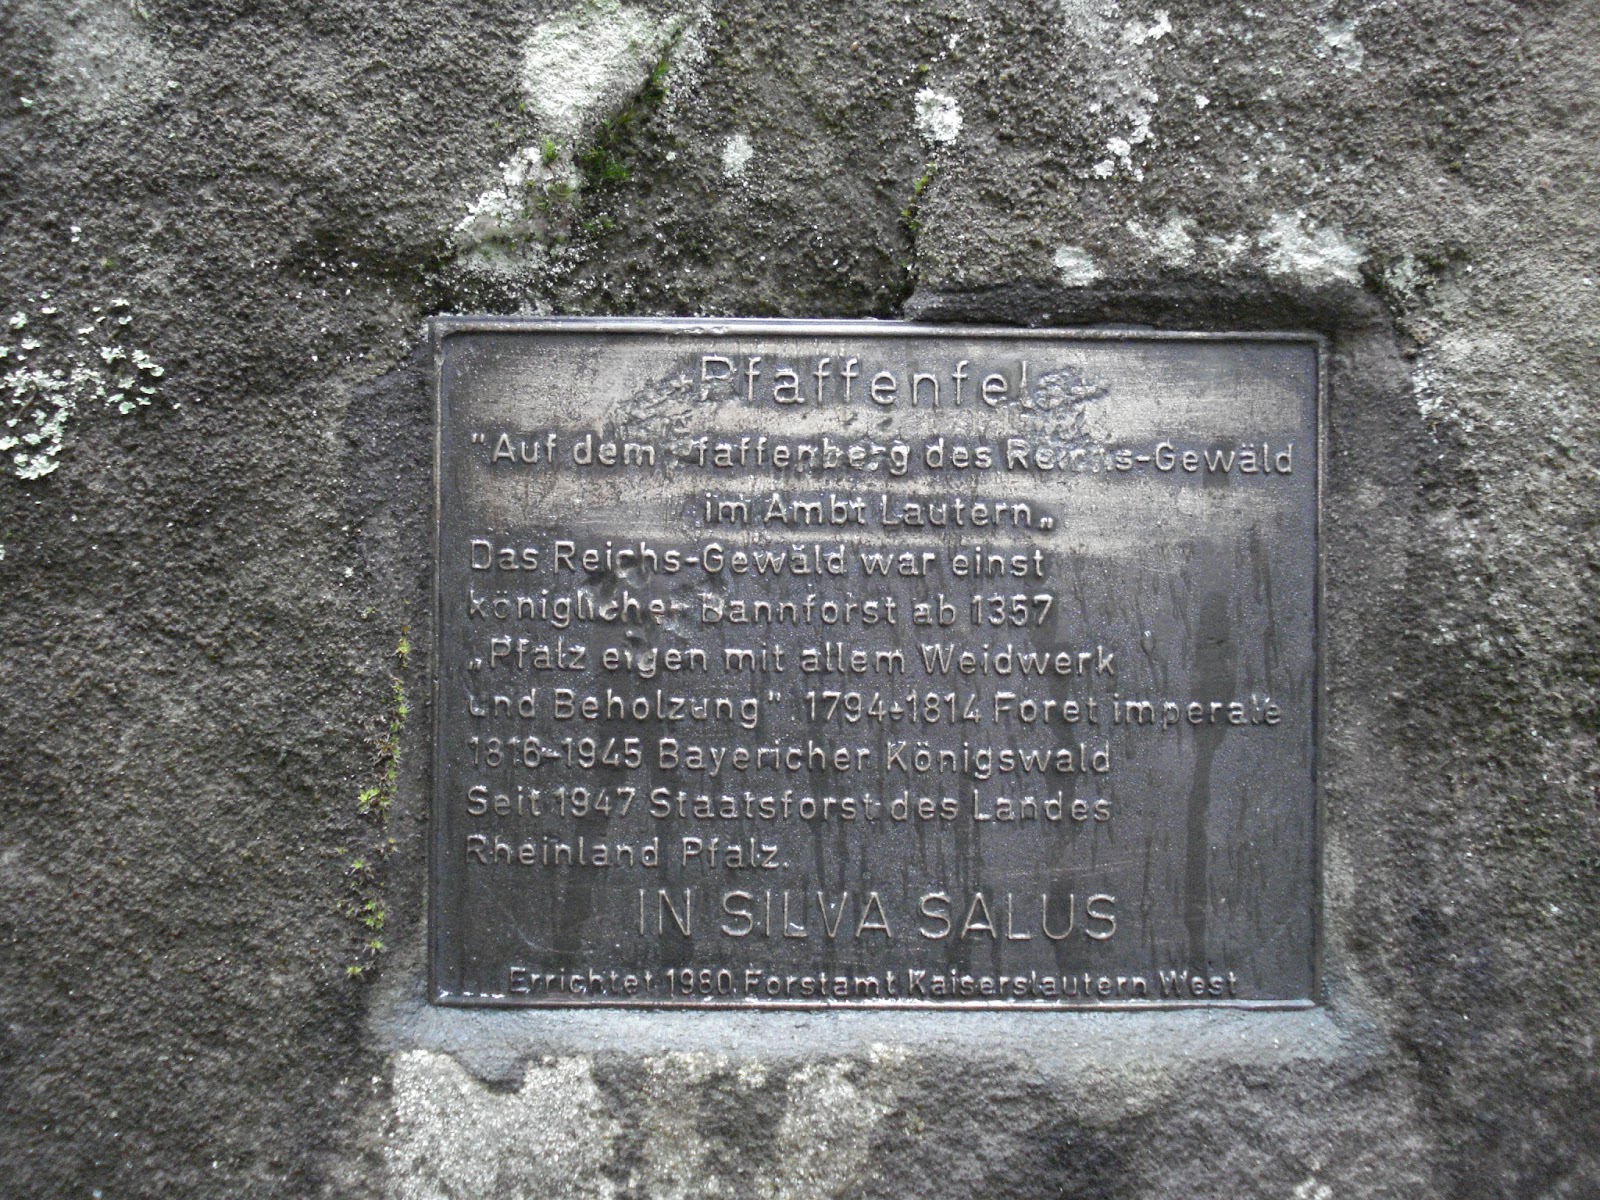 Pfaffenfels
"Auf dem Pfaffenberg des Reichs-Gewäld
im Ambt Lautern„
Das Reichs-Gewäld war einst
königlicher Bannforst ab 1357
„Pfalz eigen mit allem Weidwerk
und Beholzung" 1794-1814 Foret imperale
1816-1945 Bayericher Königswald
Seit 1947 Staatsforst des Landes
Rheinland Pfalz.
IN SILVA SALUS
Errichtet 1980 Forstamt Kaiserslautern West